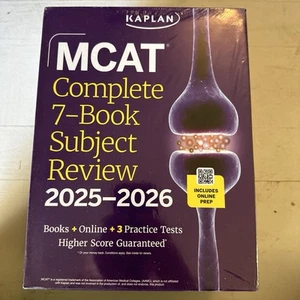 KAPLAN
MCAT®
Complete
7-Book
Subject
Review
2025-2026
INCLUDES
ONLINE
PREP
Books + Online + 3 Practice Tests
Higher Score Guaranteed*